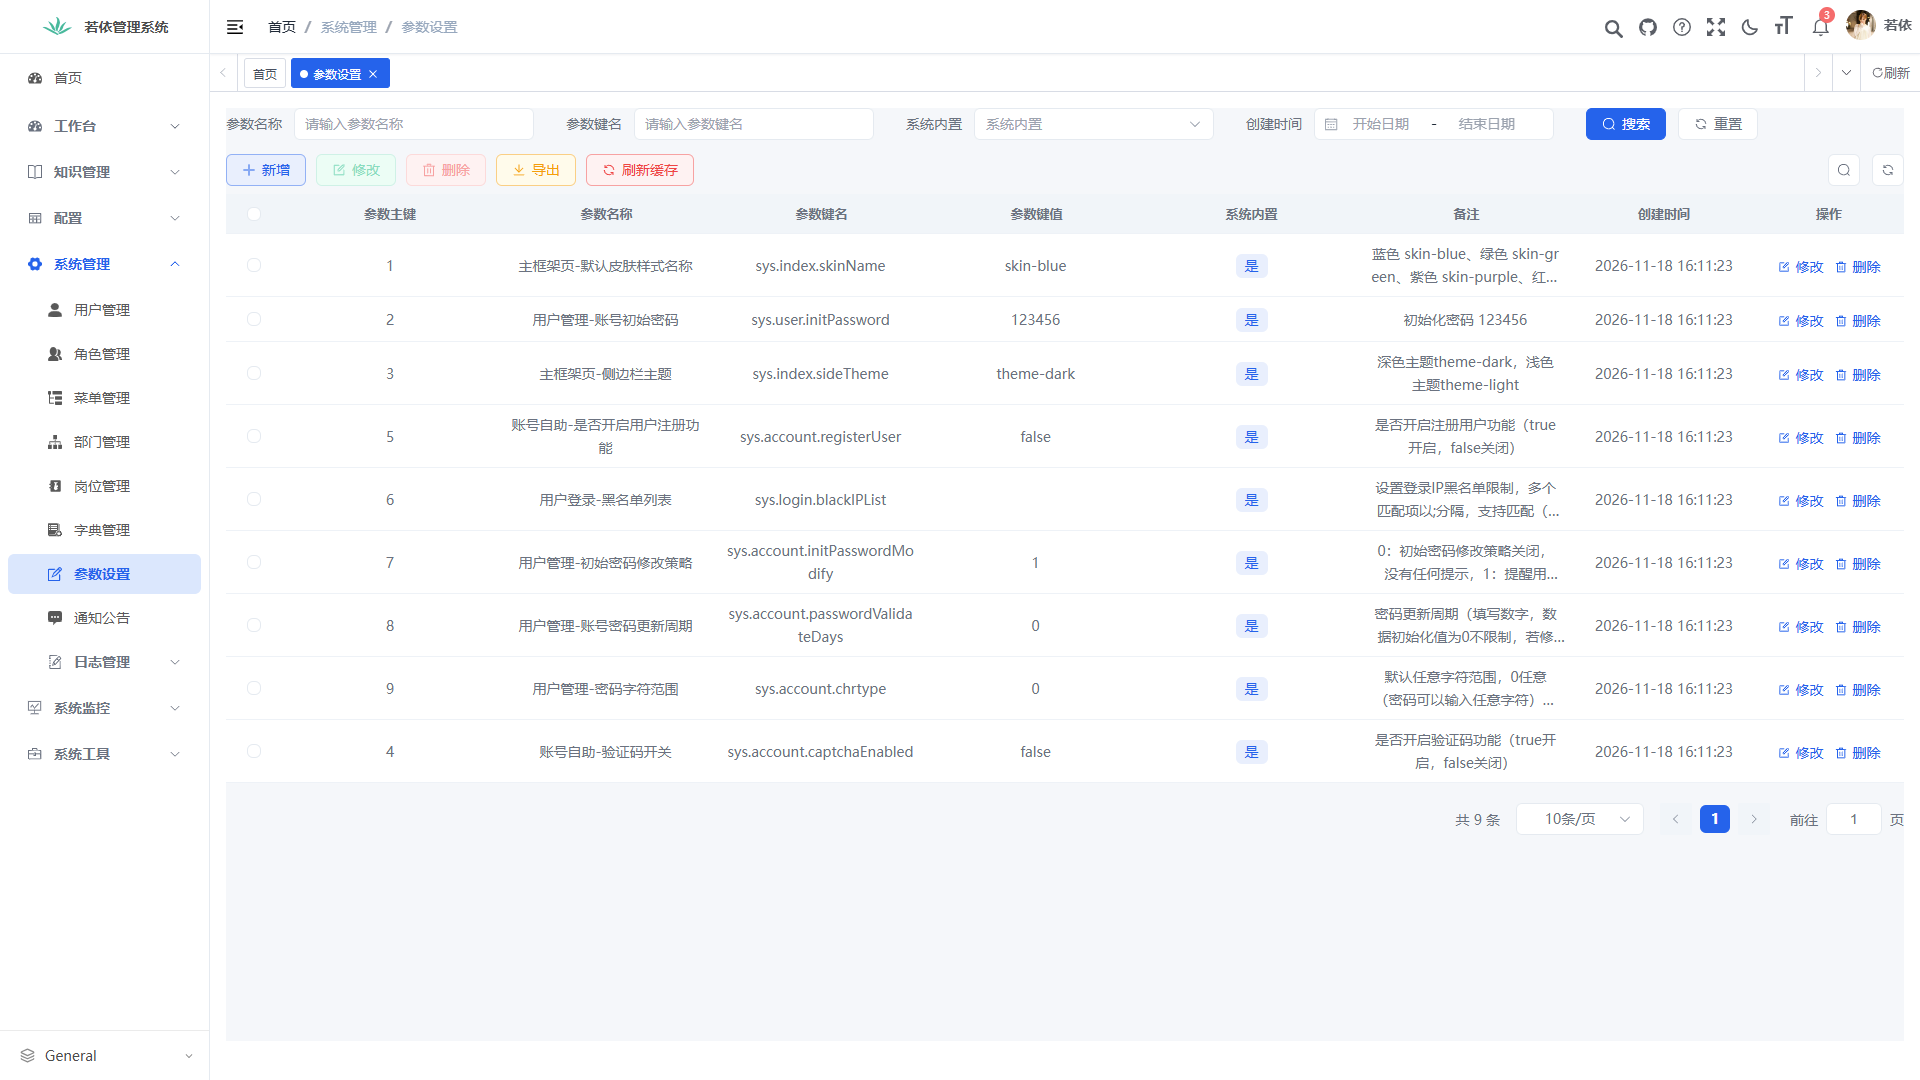 若依管理系统
首页 / 系统管理 / 参数设置
3
若依
首页
参数设置
刷新
首页
工作台
知识管理
配置
系统管理
用户管理
角色管理
菜单管理
部门管理
岗位管理
字典管理
参数设置
通知公告
日志管理
系统监控
系统工具
General
参数名称 请输入参数名称 参数键名 请输入参数键名 系统内置 系统内置 创建时间 开始日期 - 结束日期 搜索 重置
新增 修改 删除 导出 刷新缓存
参数主键 参数名称 参数键名 参数键值 系统内置 备注 创建时间 操作
1 主框架页-默认皮肤样式名称 sys.index.skinName skin-blue 是 蓝色 skin-blue、绿色 skin-gr
een、紫色 skin-purple、红... 2026-11-18 16:11:23 修改 删除
2 用户管理-账号初始密码 sys.user.initPassword 123456 是 初始化密码 123456 2026-11-18 16:11:23 修改 删除
3 主框架页-侧边栏主题 sys.index.sideTheme theme-dark 是 深色主题theme-dark，浅色
主题theme-light 2026-11-18 16:11:23 修改 删除
5 账号自助-是否开启用户注册功
能 sys.account.registerUser false 是 是否开启注册用户功能（true
开启，false关闭） 2026-11-18 16:11:23 修改 删除
6 用户登录-黑名单列表 sys.login.blackIPList 是 设置登录IP黑名单限制，多个
匹配项以;分隔，支持匹配（... 2026-11-18 16:11:23 修改 删除
7 用户管理-初始密码修改策略 sys.account.initPasswordMo
dify 1 是 0：初始密码修改策略关闭，
没有任何提示，1：提醒用... 2026-11-18 16:11:23 修改 删除
8 用户管理-账号密码更新周期 sys.account.passwordValida
teDays 0 是 密码更新周期（填写数字，数
据初始化值为0不限制，若修... 2026-11-18 16:11:23 修改 删除
9 用户管理-密码字符范围 sys.account.chrtype 0 是 默认任意字符范围，0任意
（密码可以输入任意字符）... 2026-11-18 16:11:23 修改 删除
4 账号自助-验证码开关 sys.account.captchaEnabled false 是 是否开启验证码功能（true开
启，false关闭） 2026-11-18 16:11:23 修改 删除
共 9 条 10条/页 1 前往 1 页